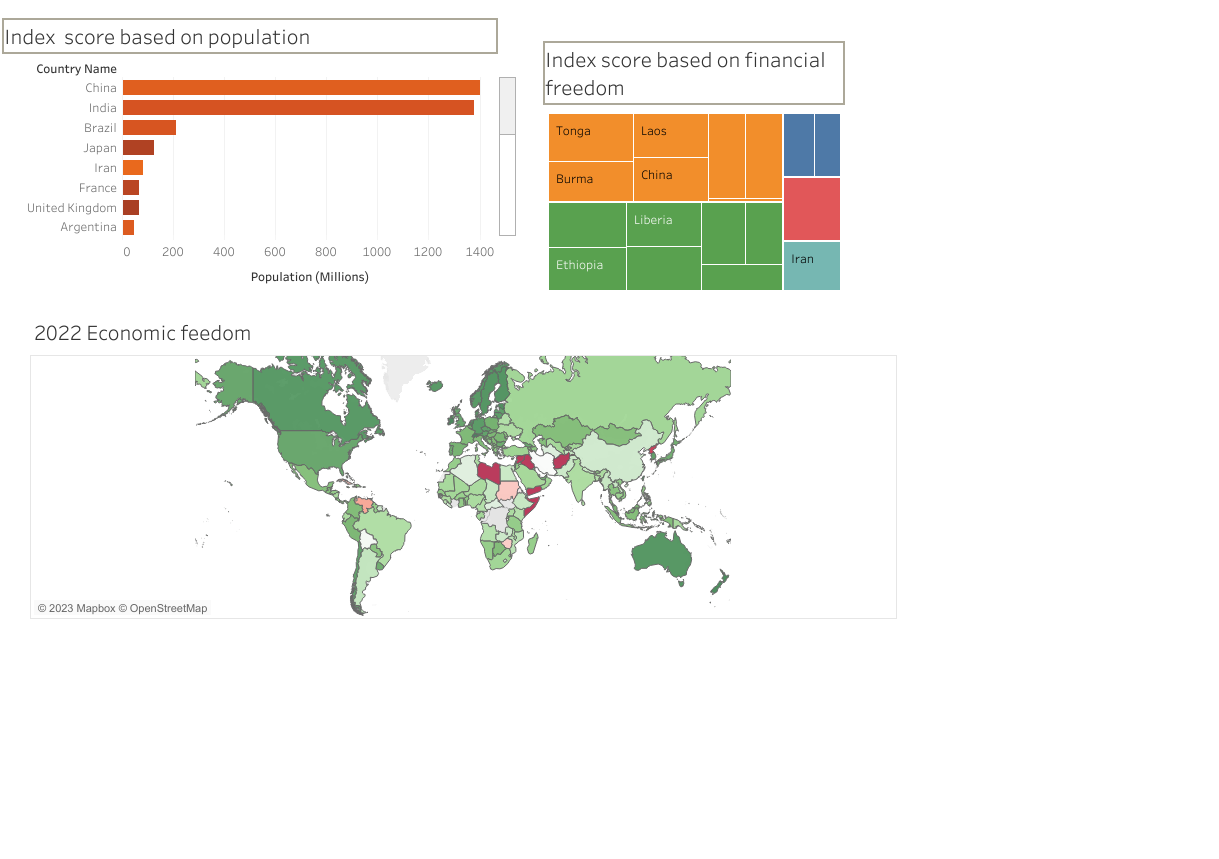 Index  score based on population
Country Name
China
India
Brazil
Japan
Iran
France
United Kingdom
Argentina
0 200 400 600 800 1000 1200 1400
Population (Millions)
Index score based on financial
freedom
Tonga
Laos
Burma
China
Liberia
Ethiopia
Iran
2022 Economic feedom
© 2023 Mapbox © OpenStreetMap